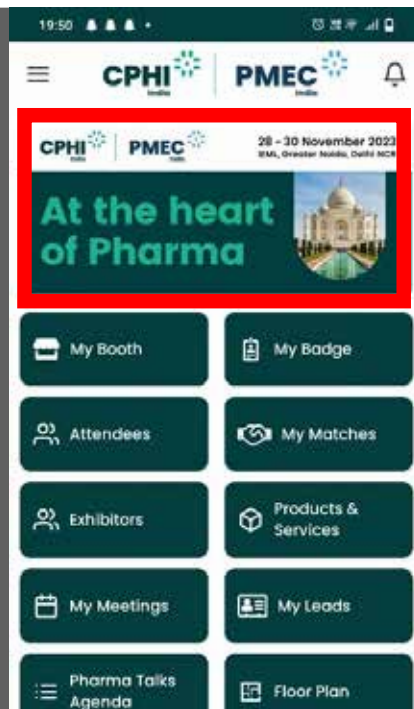 19:50
CPHI India PMEC India
CPHI India PMEC India
28 - 30 November 2023
IEML, Greater Noida, Delhi NCR
At the heart
of Pharma
My Booth
My Badge
Attendees
My Matches
Exhibitors
Products &
Services
My Meetings
My Leads
Pharma Talks
Agenda
Floor Plan